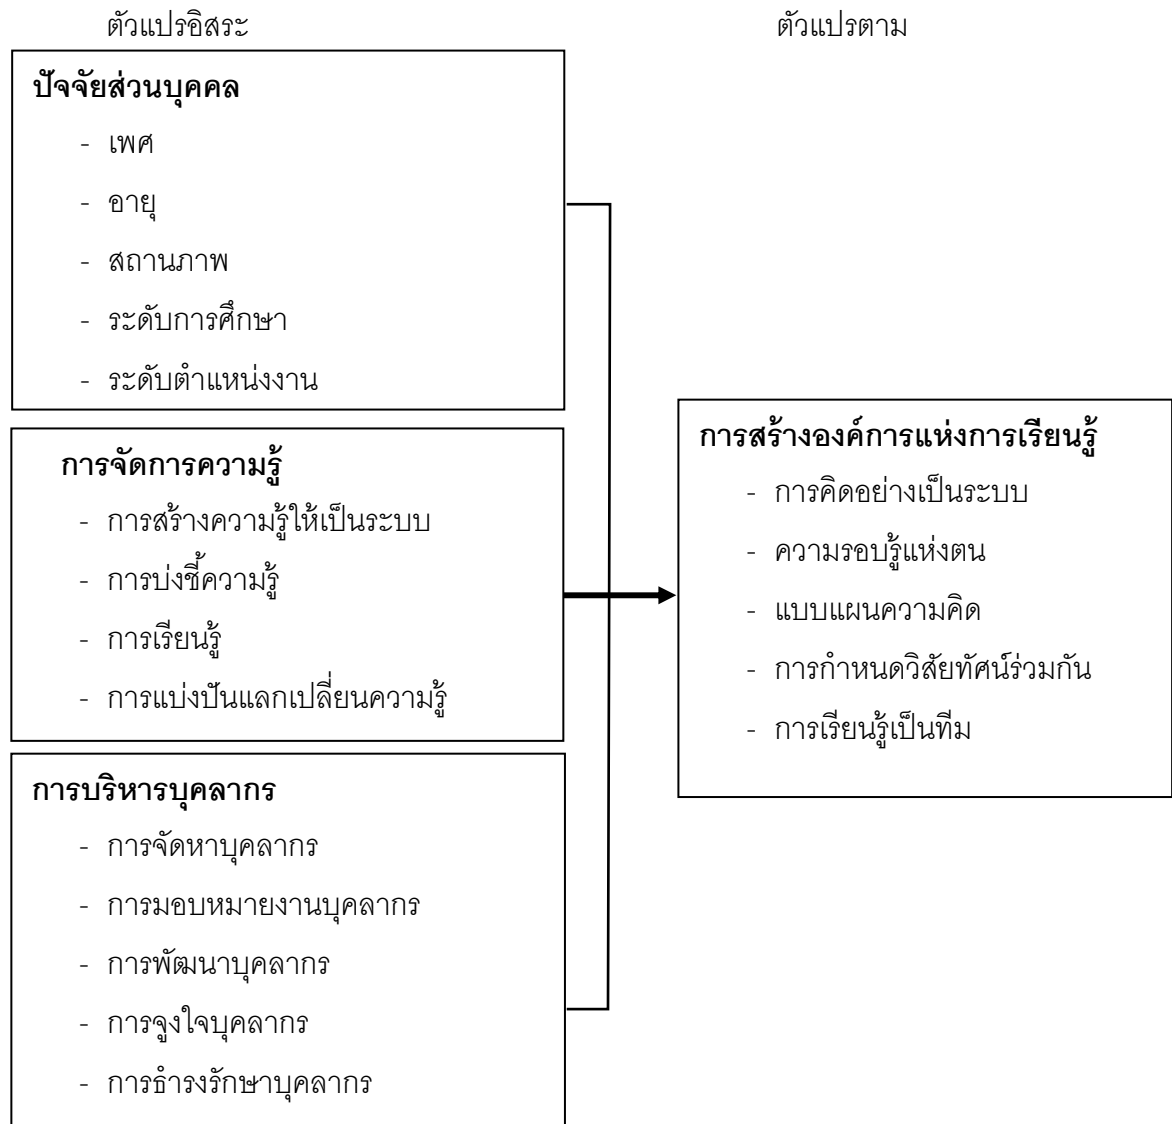 ตัวแปรอิสระ
ตัวแปรตาม
ปัจจัยส่วนบุคคล
- เพศ
- อายุ
- สถานภาพ
- ระดับการศึกษา
- ระดับตำแหน่งงาน
การจัดการความรู้
- การสร้างความรู้ให้เป็นระบบ
- การบ่งชี้ความรู้
- การเรียนรู้
- การแบ่งปันแลกเปลี่ยนความรู้
การบริหารบุคลากร
- การจัดหาบุคลากร
- การมอบหมายงานบุคลากร
- การพัฒนาบุคลากร
- การจูงใจบุคลากร
- การธำรงรักษาบุคลากร
การสร้างองค์การแห่งการเรียนรู้
- การคิดอย่างเป็นระบบ
- ความรอบรู้แห่งตน
- แบบแผนความคิด
- การกำหนดวิสัยทัศน์ร่วมกัน
- การเรียนรู้เป็นทีม